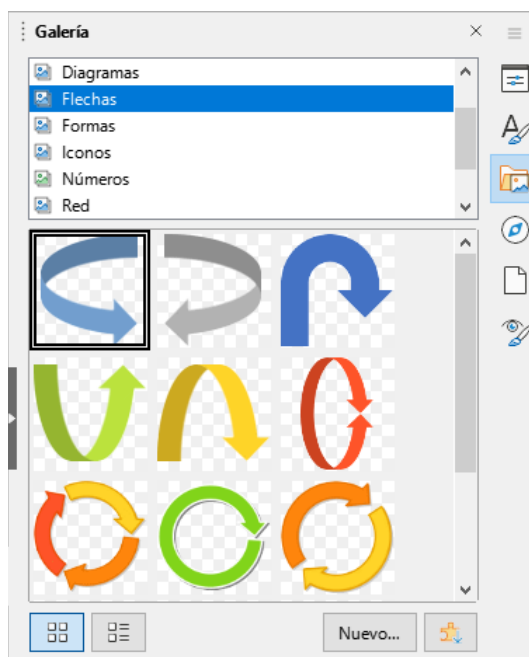 Galería
Diagramas
Flechas
Formas
Iconos
Números
Red
Nuevo...